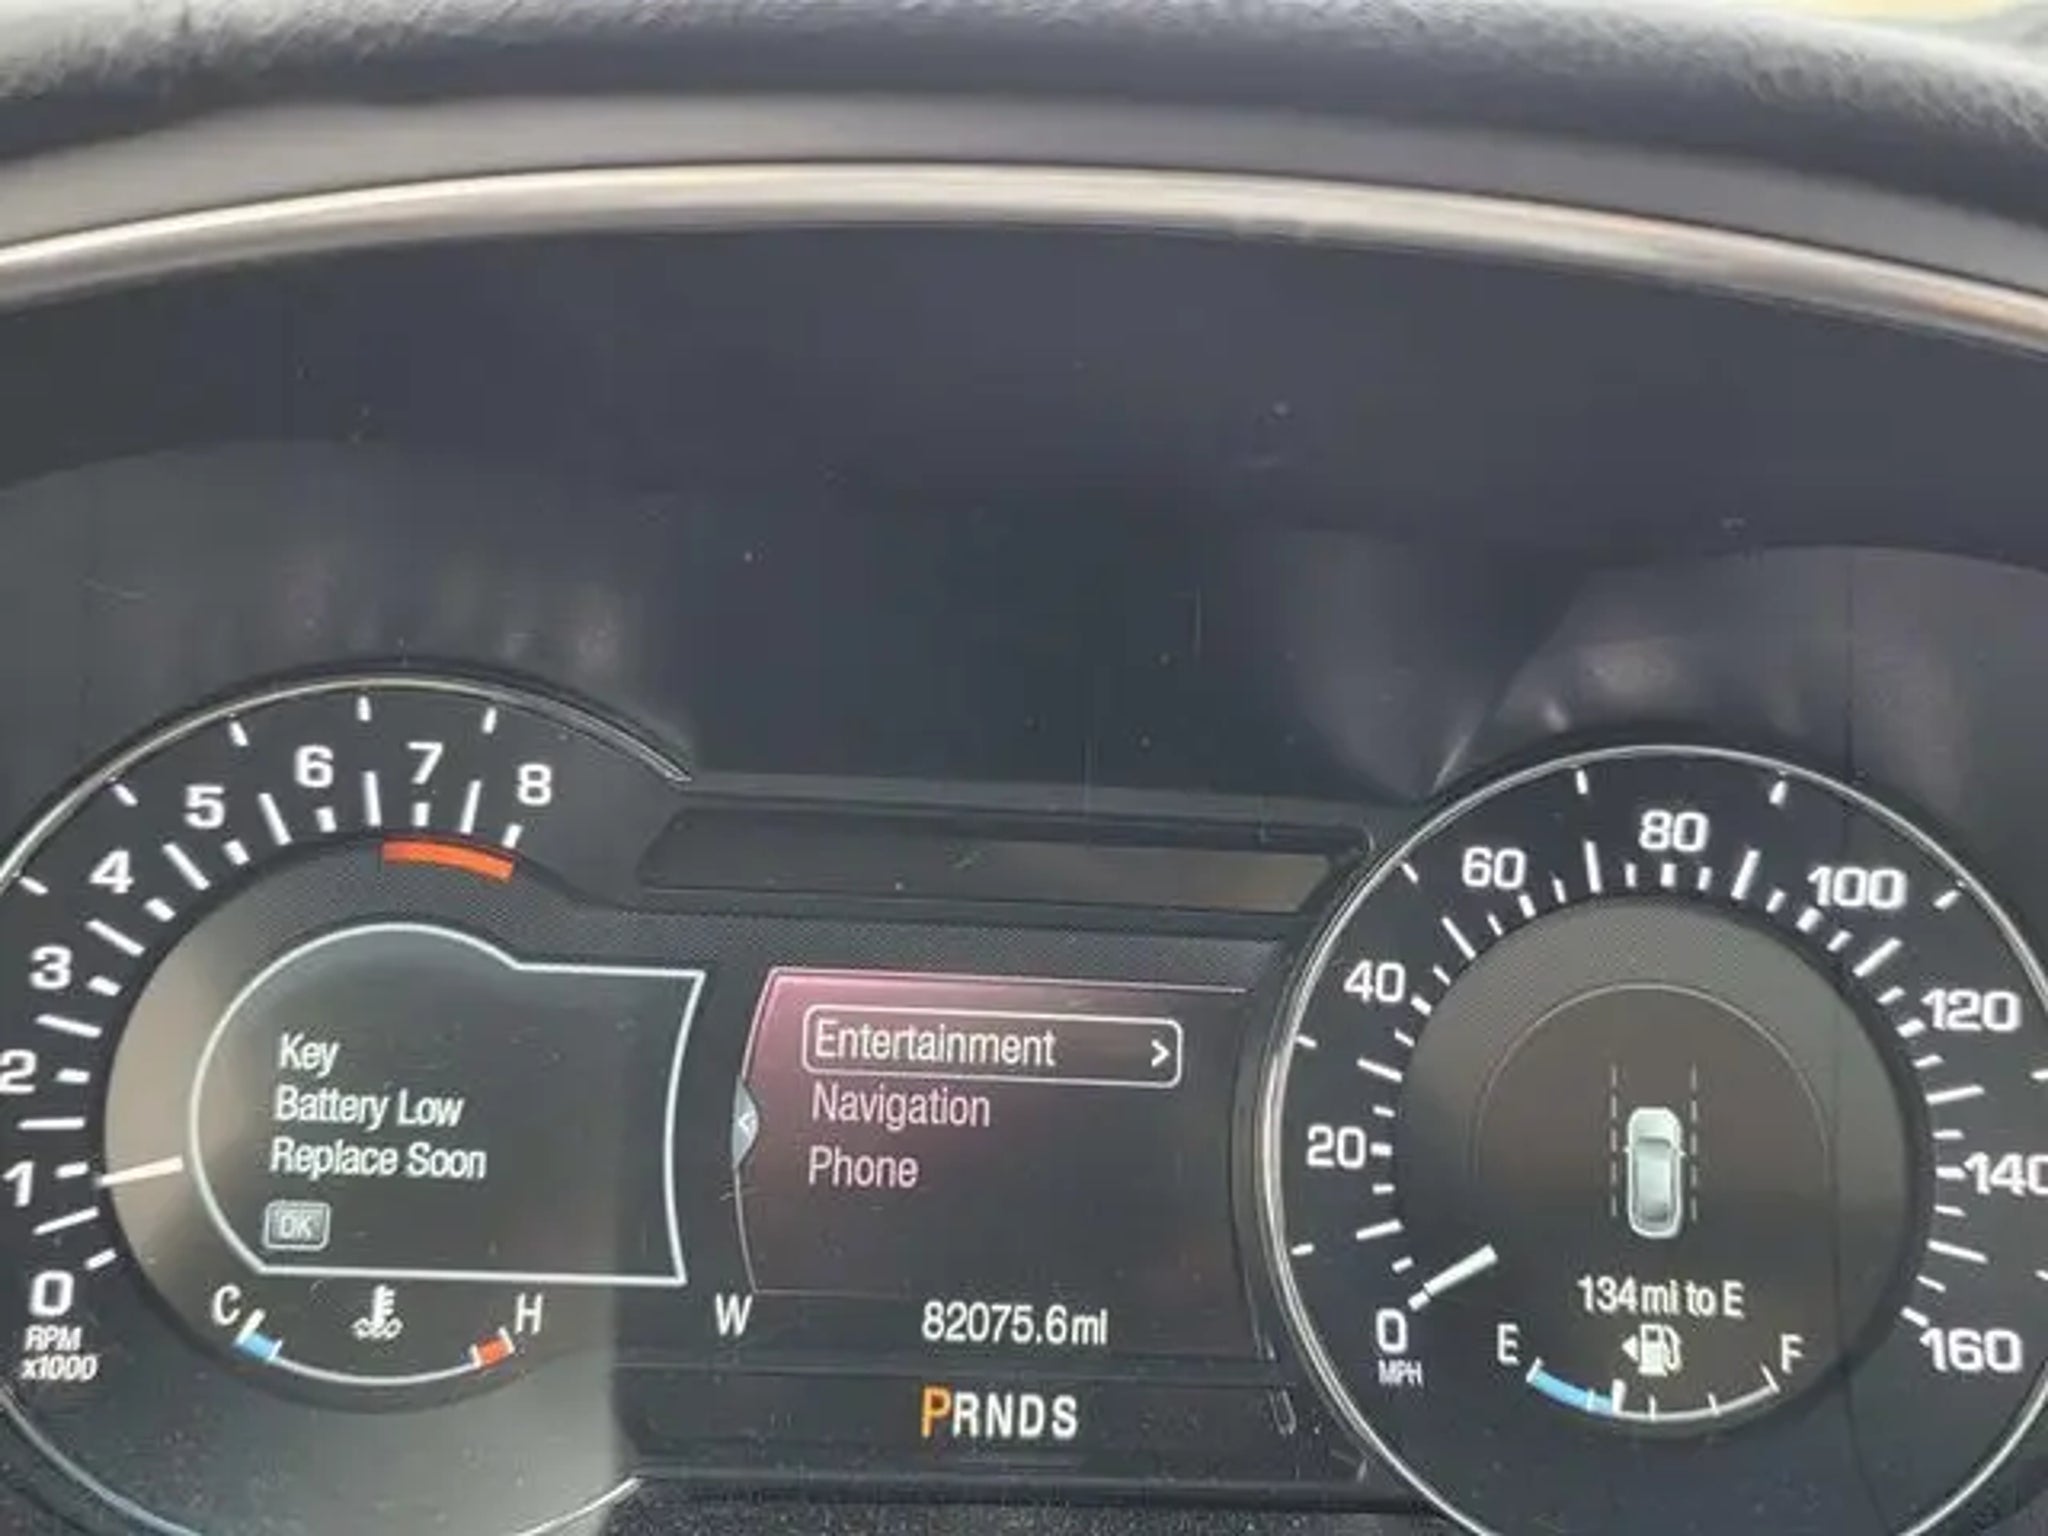 0
1
2
3
4
5
6
7
8
RPM
x1000
Key
Battery Low
Replace Soon
OK
C
H
Entertainment >
Navigation
Phone
W
82075.6mi
PRNDS
0
20
40
60
80
100
120
140
160
MPH
134mi to E
E
F